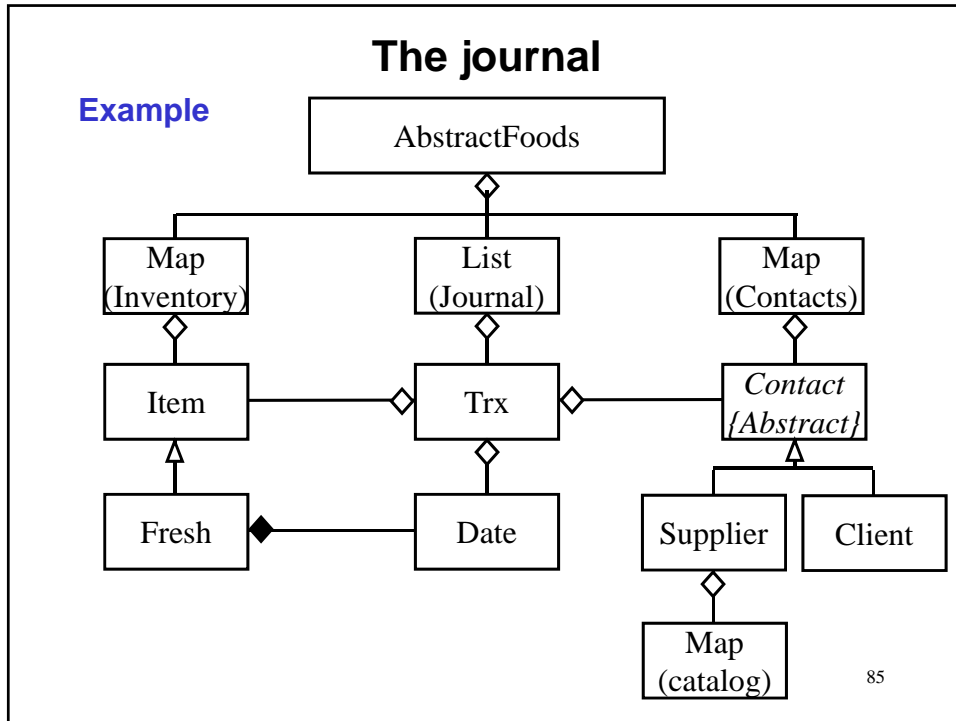 The journal
Example
AbstractFoods
Map
(Inventory)
List
(Journal)
Map
(Contacts)
Item
Trx
Contact
{Abstract}
Fresh
Date
Supplier
Client
Map
(catalog)
85